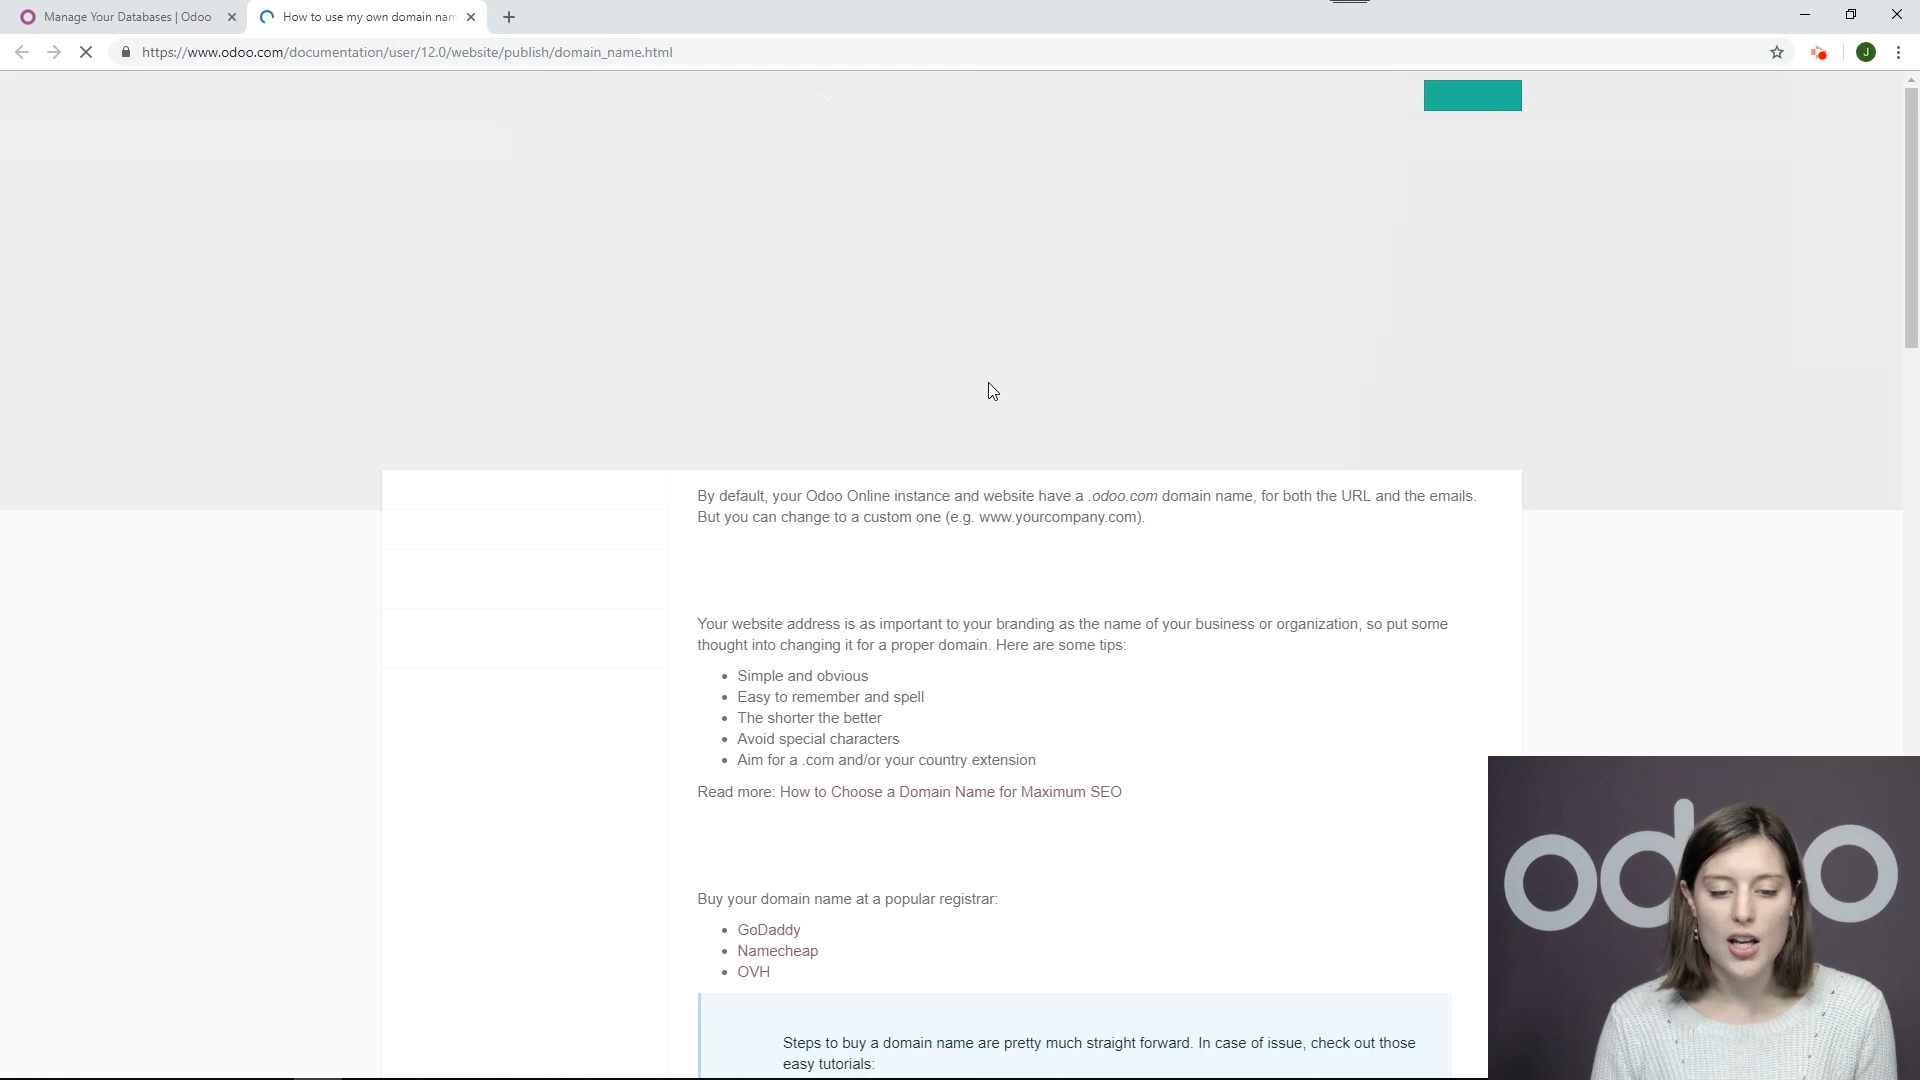 Manage Your Databases | Odoo
How to use my own domain nam
https://www.odoo.com/documentation/user/12.0/website/publish/domain_name.html
J
By default, your Odoo Online instance and website have a .odoo.com domain name, for both the URL and the emails.
But you can change to a custom one (e.g. www.yourcompany.com).
Your website address is as important to your branding as the name of your business or organization, so put some
thought into changing it for a proper domain. Here are some tips:
Simple and obvious
Easy to remember and spell
The shorter the better
Avoid special characters
Aim for a .com and/or your country extension
Read more: How to Choose a Domain Name for Maximum SEO
Buy your domain name at a popular registrar:
GoDaddy
Namecheap
OVH
Steps to buy a domain name are pretty much straight forward. In case of issue, check out those
easy tutorials:
odoo